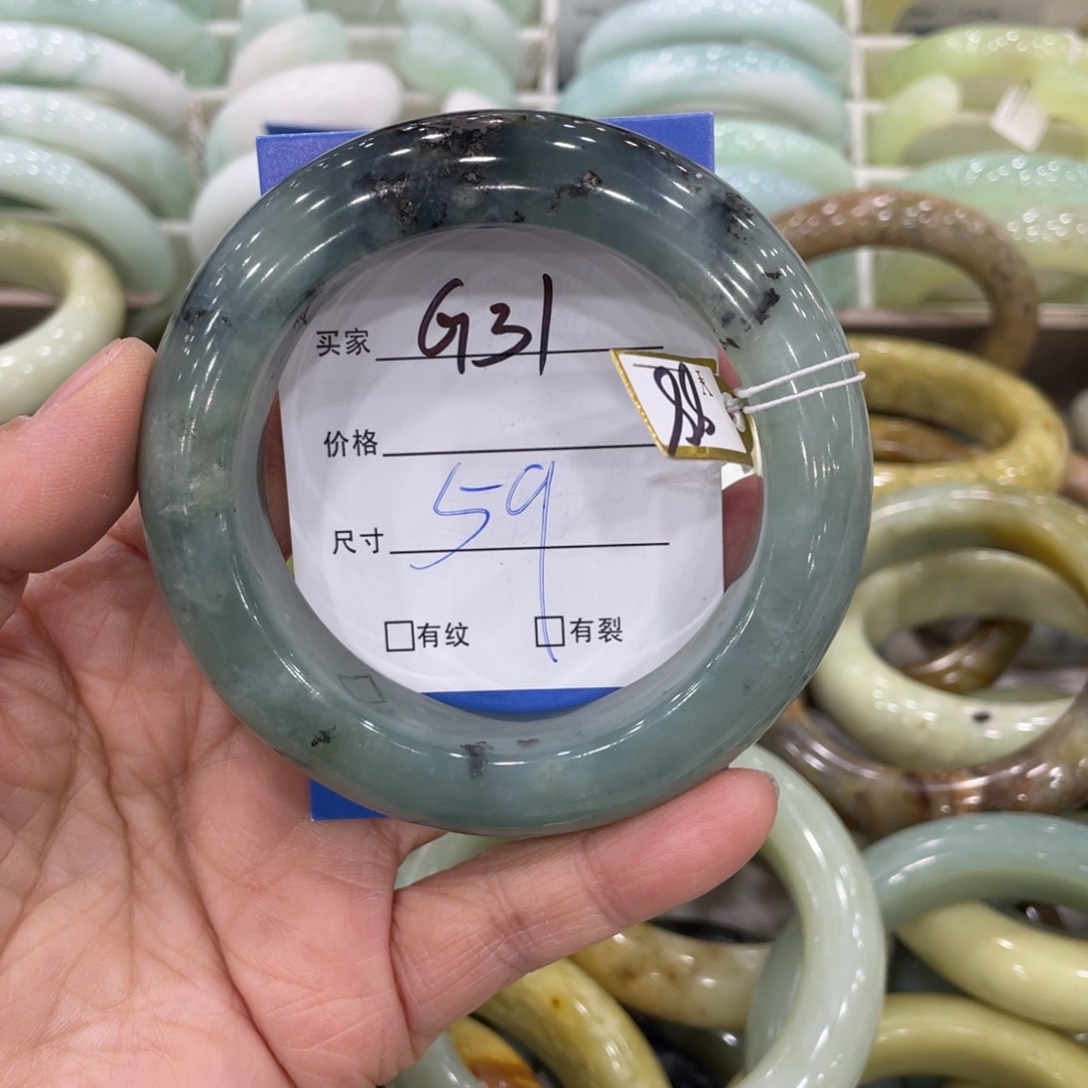 买家 G31
价格
尺寸 59
□有纹 □有裂